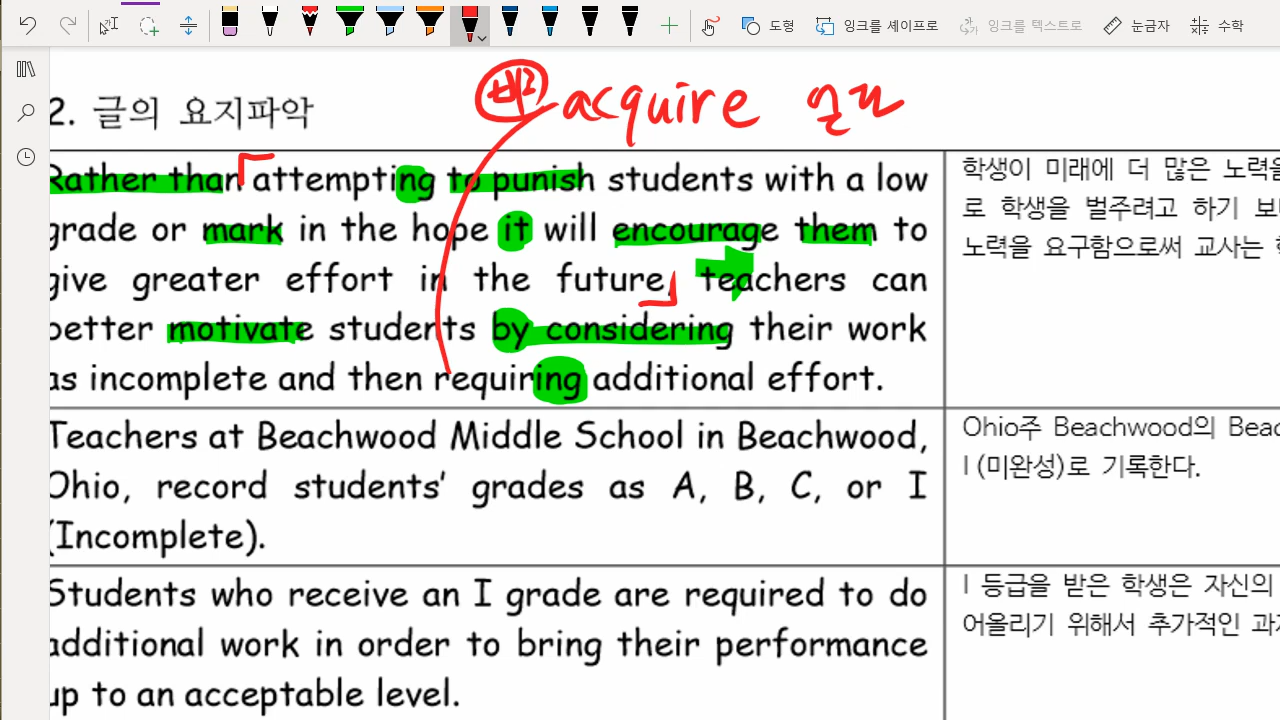 도형
잉크를 셰이프로
잉크를 텍스트로
눈금자
수학
비교 acquire 얻다
2. 글의 요지파악
Rather than attempting to punish students with a low
grade or mark in the hope it will encourage them to
give greater effort in the future, teachers can
better motivate students by considering their work
as incomplete and then requiring additional effort.
학생이 미래에 더 많은 노력을
로 학생을 벌주려고 하기 보
노력을 요구함으로써 교사는
Teachers at Beachwood Middle School in Beachwood,
Ohio, record students' grades as A, B, C, or I
(Incomplete).
Ohio주 Beachwood의 Beac
I (미완성)로 기록한다.
Students who receive an I grade are required to do
additional work in order to bring their performance
up to an acceptable level.
I 등급을 받은 학생은 자신의
어올리기 위해서 추가적인